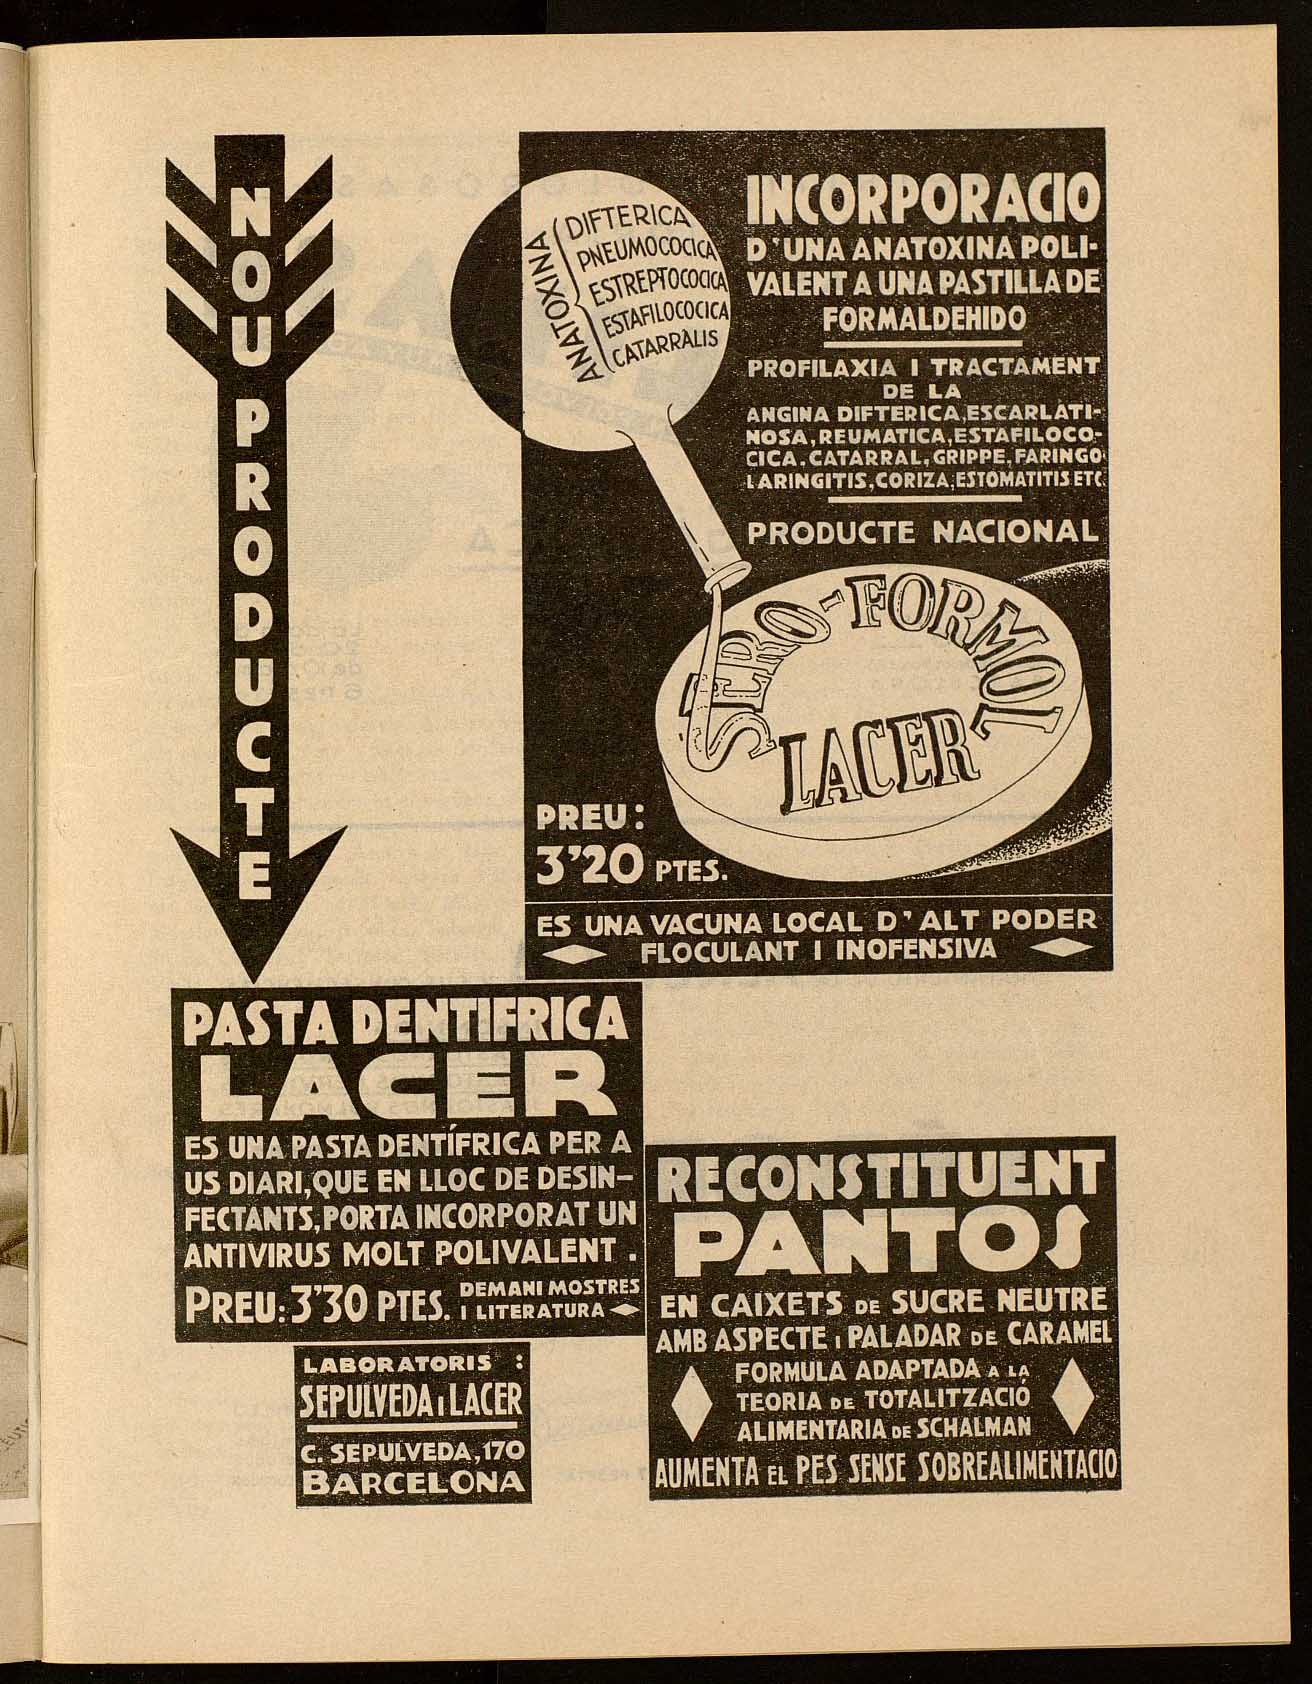 NOU PRODUCTE
ANATOXINA
DIFTERICA
PNEUMOCOCICA
ESTREPTOCOCICA
ESTAFILOCOCICA
CATARRÀLIS
INCORPORACIO
D'UNA ANATOXINA POLI-
VALENT A UNA PASTILLA DE
FORMALDEHIDO
PROFILAXIA I TRACTAMENT
DE LA
ANGINA DIFTERICA, ESCARLATI-
NOSA, REUMATICA, ESTAFILOCO-
CICA. CATARRAL, GRIPPE, FARINGO
LARINGITIS, CORIZA, ESTOMATITIS ETC
PRODUCTE NACIONAL
SERO-FORMOL
LACER
PREU:
3'20 PTES.
ES UNA VACUNA LOCAL D'ALT PODER
FLOCULANT I INOFENSIVA
PASTA DENTIFRICA
LACER
ES UNA PASTA DENTÍFRICA PER A
US DIARI, QUE EN LLOC DE DESIN-
FECTANTS, PORTA INCORPORAT UN
ANTIVIRUS MOLT POLIVALENT.
PREU: 3'30 PTES. DEMANI MOSTRES
I LITERATURA
LABORATORIS:
SEPULVEDA I LACER
C. SEPULVEDA, 170
BARCELONA
RECONSTITUENT
PANTOS
EN CAIXETS DE SUCRE NEUTRE
AMB ASPECTE I PALADAR DE CARAMEL
FORMULA ADAPTADA A LA
TEORIA DE TOTALITZACIÓ
ALIMENTARIA DE SCHALMAN
AUMENTA EL PES SENSE SOBREALIMENTACIO